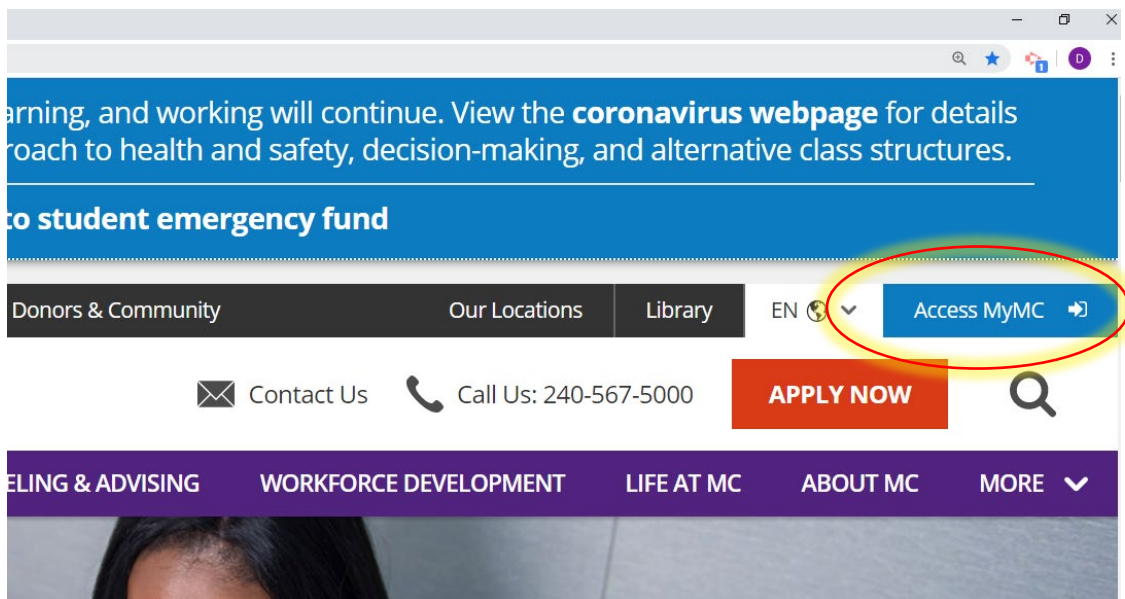 1
D
arning, and working will continue. View the coronavirus webpage for details
roach to health and safety, decision-making, and alternative class structures.
to student emergency fund
Donors & Community Our Locations Library EN Access MyMC
Contact Us Call Us: 240-567-5000 APPLY NOW
ELING & ADVISING WORKFORCE DEVELOPMENT LIFE AT MC ABOUT MC MORE